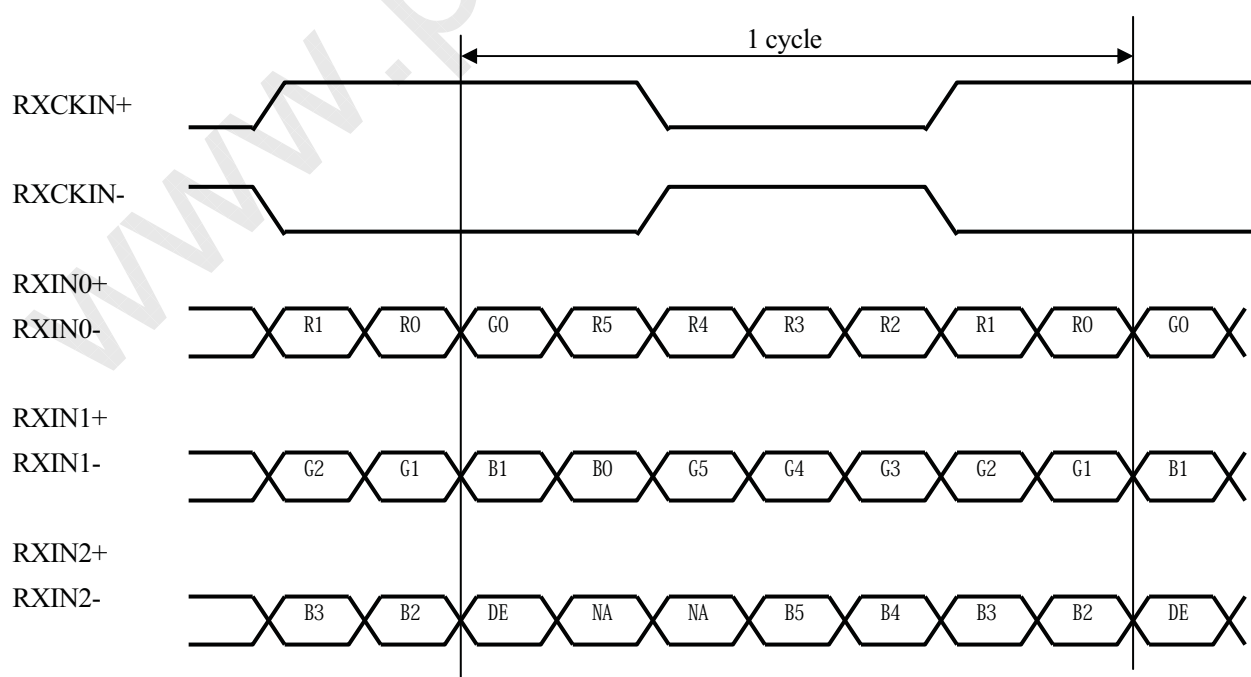 1 cycle
RXCKIN+
RXCKIN-
RXIN0+
RXIN0-
R1 R0 G0 R5 R4 R3 R2 R1 R0 G0
RXIN1+
RXIN1-
G2 G1 B1 B0 G5 G4 G3 G2 G1 B1
RXIN2+
RXIN2-
B3 B2 DE NA NA B5 B4 B3 B2 DE
www.p